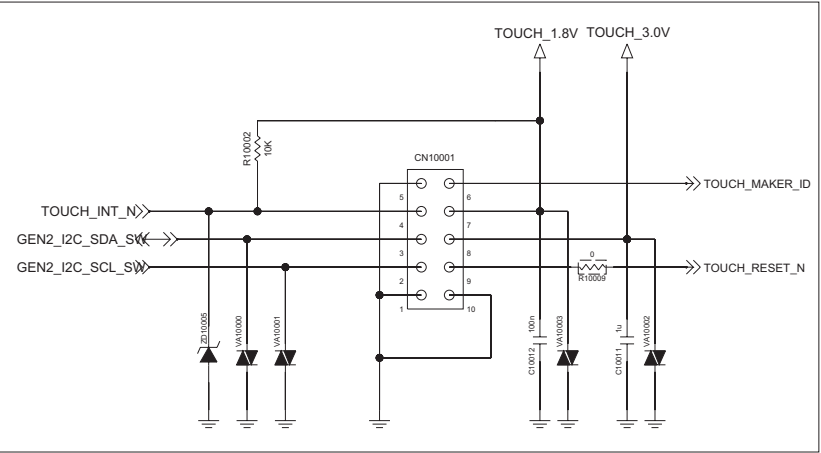 TOUCH_1.8V TOUCH_3.0V
R10002
10K
CN10001
5 6
TOUCH_MAKER_ID
TOUCH_INT_N
4 7
GEN2_I2C_SDA_SW
3 8
0
GEN2_I2C_SCL_SW
TOUCH_RESET_N
R10009
2 9
1 10
ZD10005
VA10000
VA10001
C10012
100n
VA10003
C10011
1u
VA10002